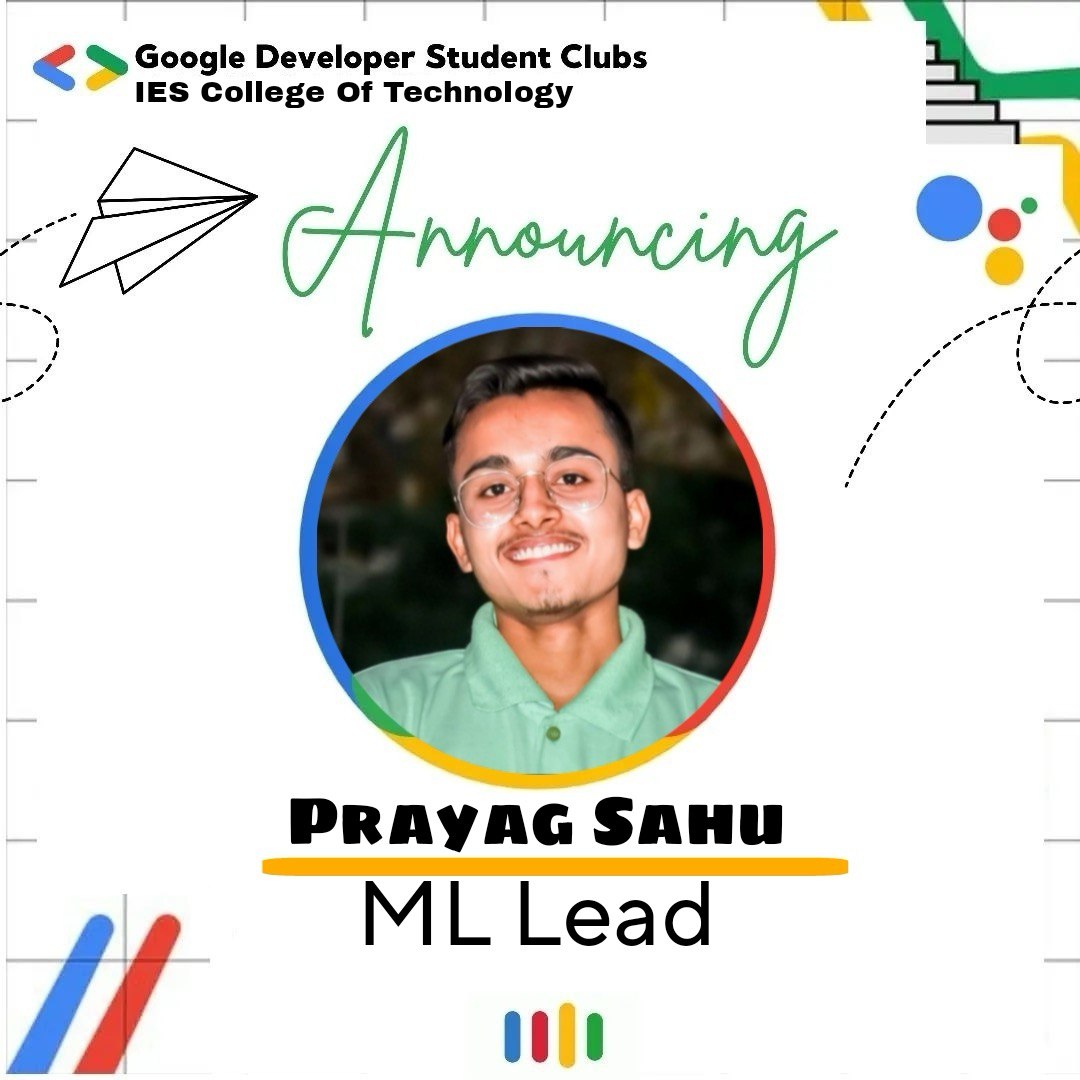 Google Developer Student Clubs
IES College Of Technology
Announcing
Prayag Sahu
ML Lead